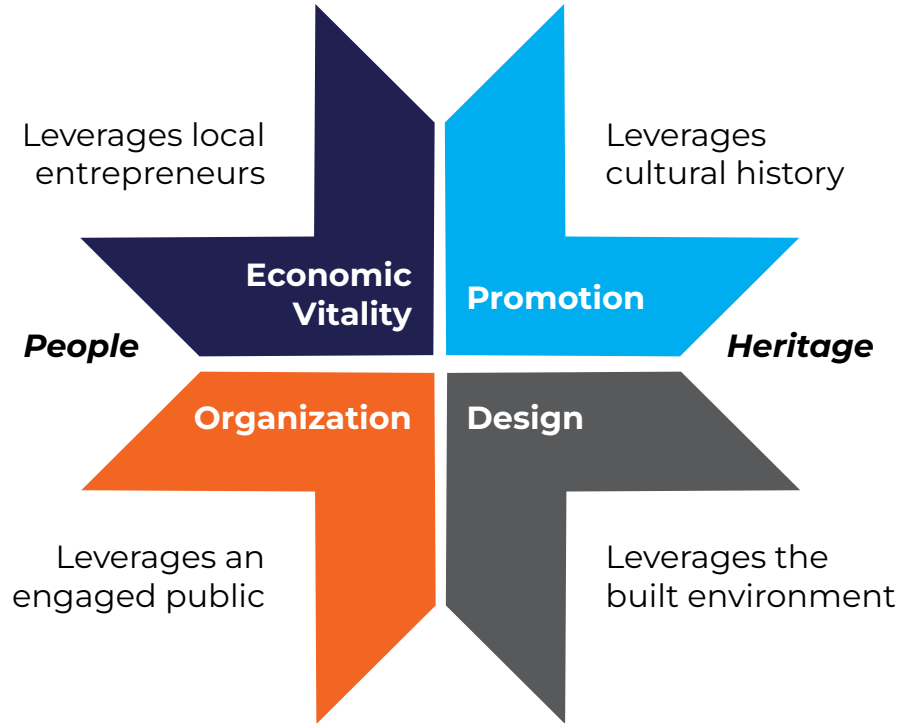 Leverages local
entrepreneurs
Leverages
cultural history
Economic
Vitality
Promotion
People
Heritage
Organization
Design
Leverages an
engaged public
Leverages the
built environment